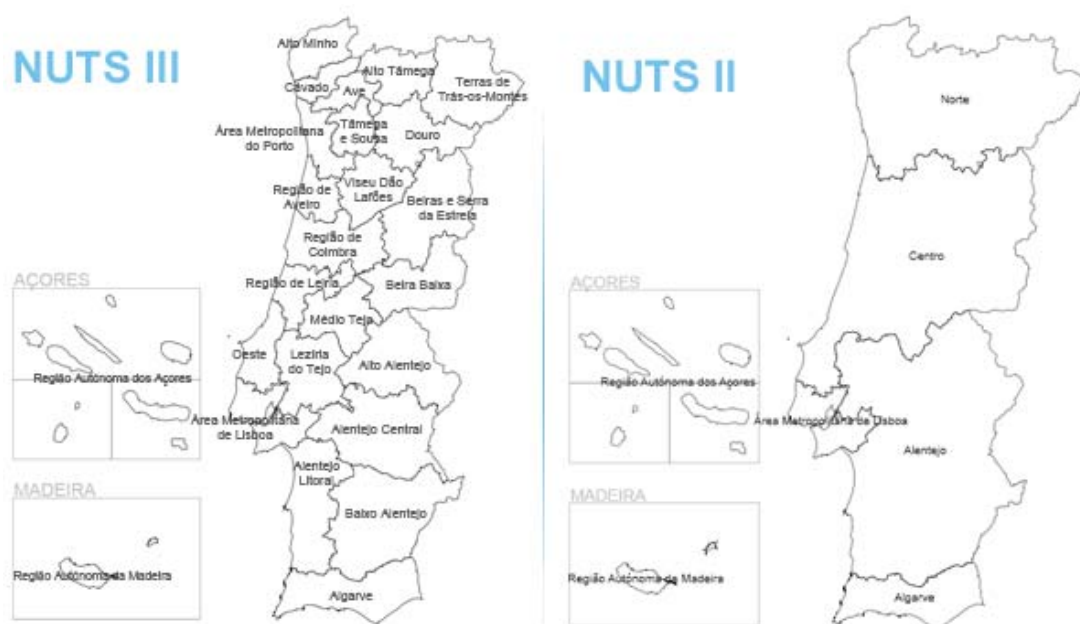 NUTS III
Alto Minho
Alto Tâmega
Terras de
Trás-os-Montes
Cávado
Ave
Área Metropolitana
do Porto
Tâmega
e Sousa
Douro
Região de
Aveiro
Viseu Dão
Lafões
Beiras e Serra
da Estrela
Região de
Coimbra
Região de Leiria
Beira Baixa
Médio Tejo
Oeste
Lezíria
do Tejo
Alto Alentejo
Área Metropolitana
de Lisboa
Alentejo Central
Alentejo
Litoral
Baixo Alentejo
Algarve
AÇORES
Região Autónoma dos Açores
MADEIRA
Região Autónoma da Madeira
NUTS II
Norte
Centro
Área Metropolitana de Lisboa
Alentejo
Algarve
AÇORES
Região Autónoma dos Açores
MADEIRA
Região Autónoma da Madeira